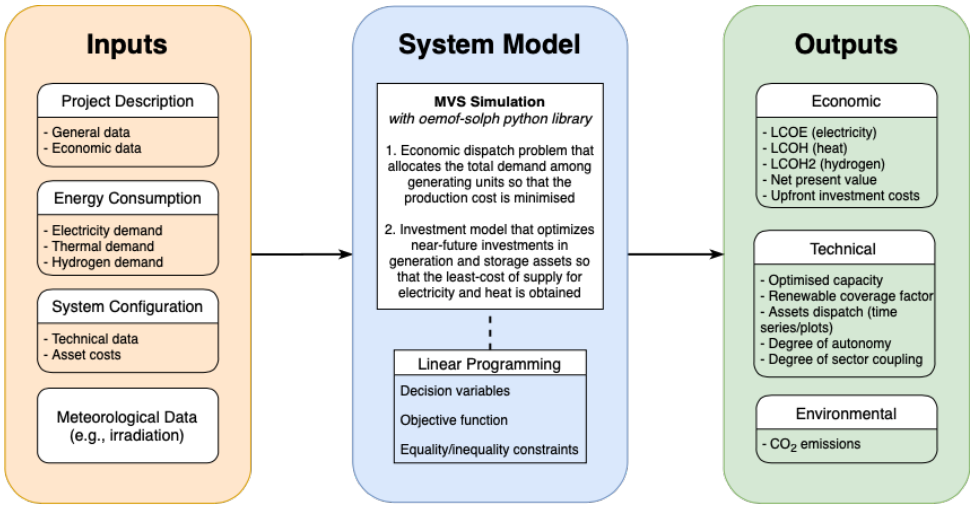 Inputs
Project Description
- General data
- Economic data
Energy Consumption
- Electricity demand
- Thermal demand
- Hydrogen demand
System Configuration
- Technical data
- Asset costs
Meteorological Data
(e.g., irradiation)
System Model
MVS Simulation
with oemof-solph python library
1. Economic dispatch problem that
allocates the total demand among
generating units so that the
production cost is minimised
2. Investment model that optimizes
near-future investments in
generation and storage assets so
that the least-cost of supply for
electricity and heat is obtained
Linear Programming
Decision variables
Objective function
Equality/inequality constraints
Outputs
Economic
- LCOE (electricity)
- LCOH (heat)
- LCOH2 (hydrogen)
- Net present value
- Upfront investment costs
Technical
- Optimised capacity
- Renewable coverage factor
- Assets dispatch (time
series/plots)
- Degree of autonomy
- Degree of sector coupling
Environmental
- CO₂ emissions